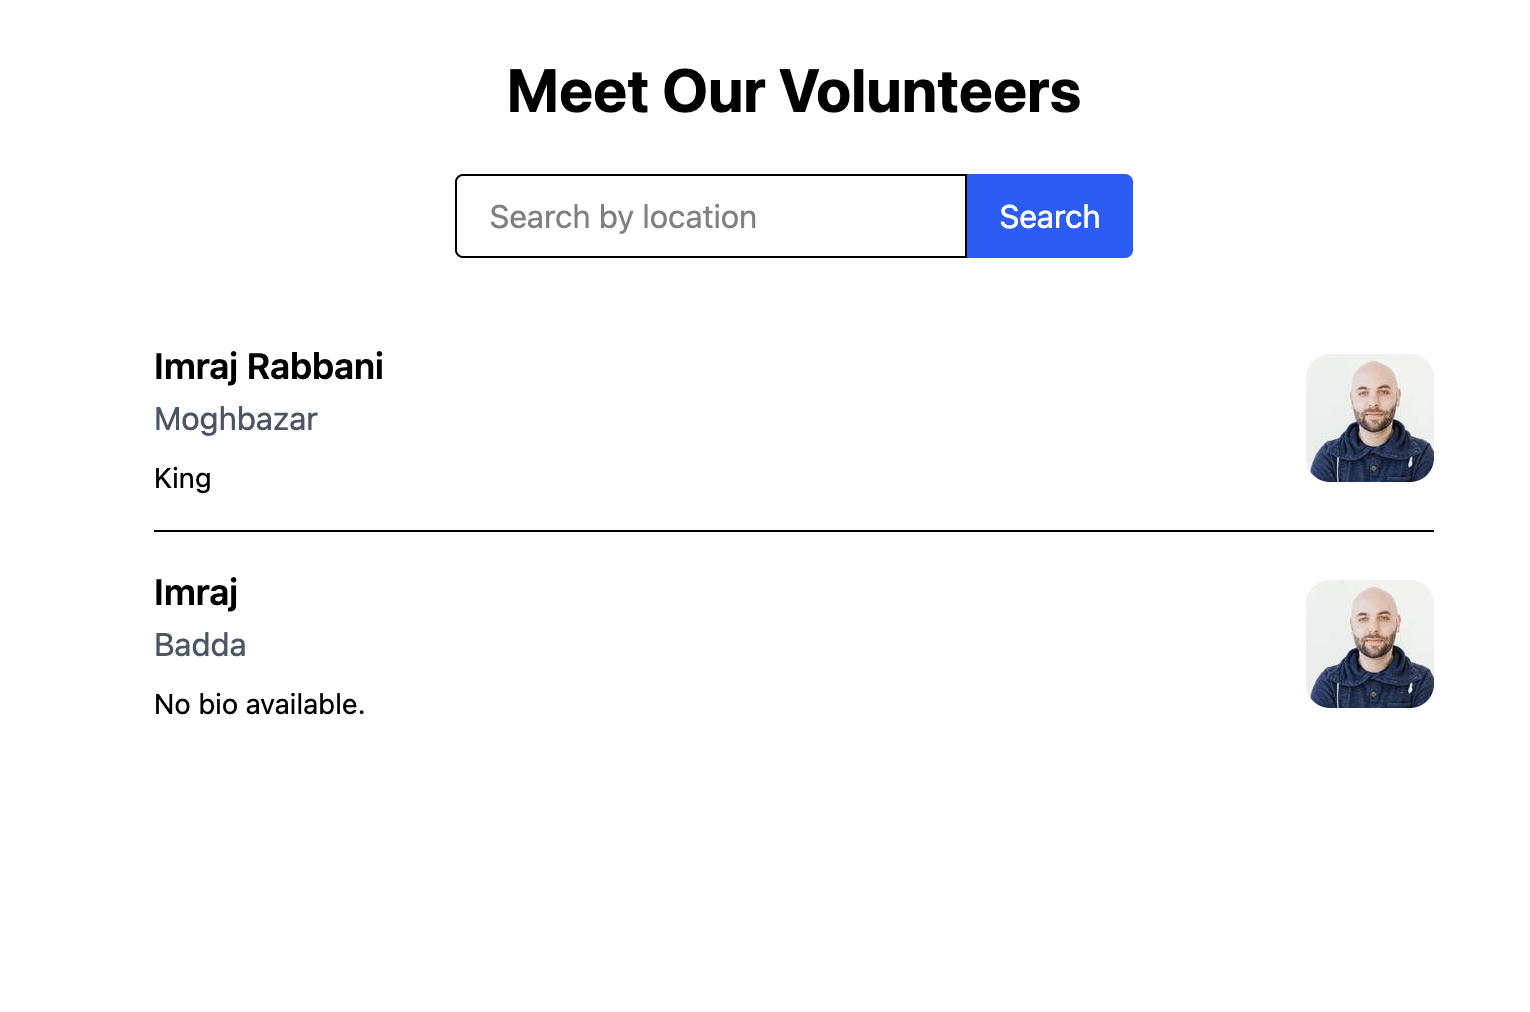 Meet Our Volunteers
Search by location
Search
Imraj Rabbani
Moghbazar
King
Imraj
Badda
No bio available.